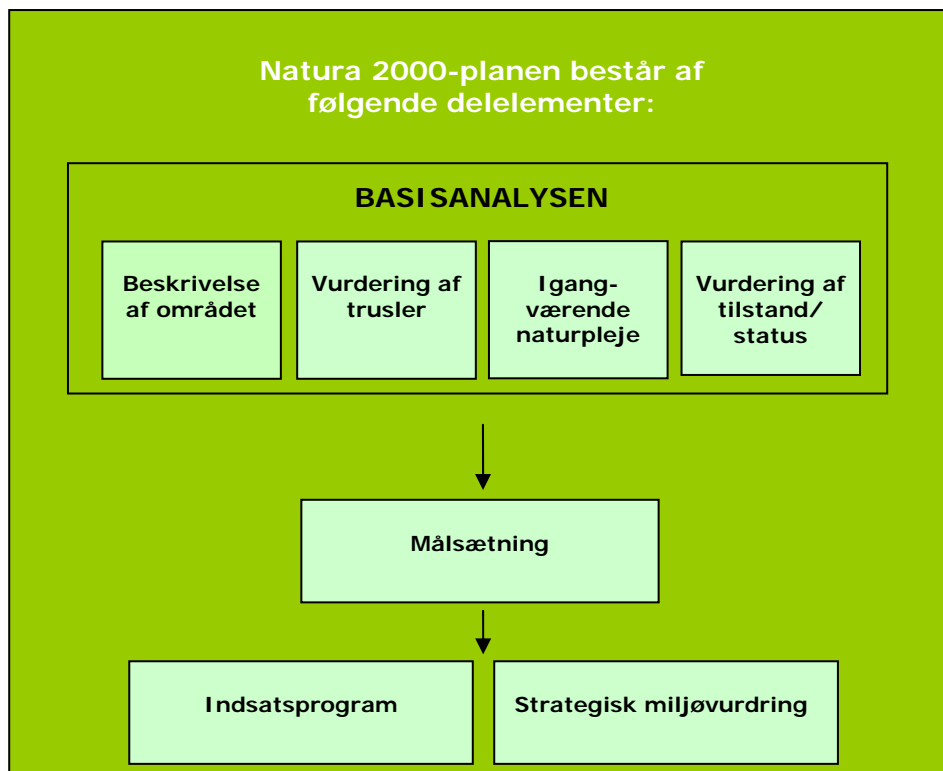 Natura 2000-planen består af
følgende delelementer:
BASISANALYSEN
Beskrivelse
af området
Vurdering af
trusler
Igang-
værende
naturpleje
Vurdering af
tilstand/
status
Målsætning
Indsatsprogram
Strategisk miljøvurdring